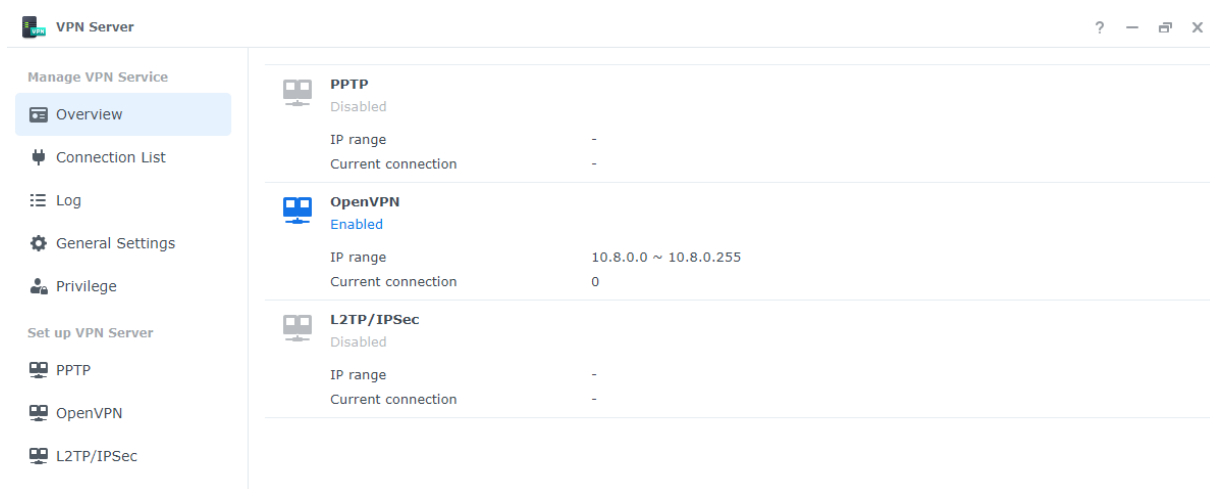 VPN Server
Manage VPN Service
Overview
Connection List
Log
General Settings
Privilege
Set up VPN Server
PPTP
OpenVPN
L2TP/IPSec
PPTP
Disabled
IP range -
Current connection -
OpenVPN
Enabled
IP range 10.8.0.0 ~ 10.8.0.255
Current connection 0
L2TP/IPSec
Disabled
IP range -
Current connection -